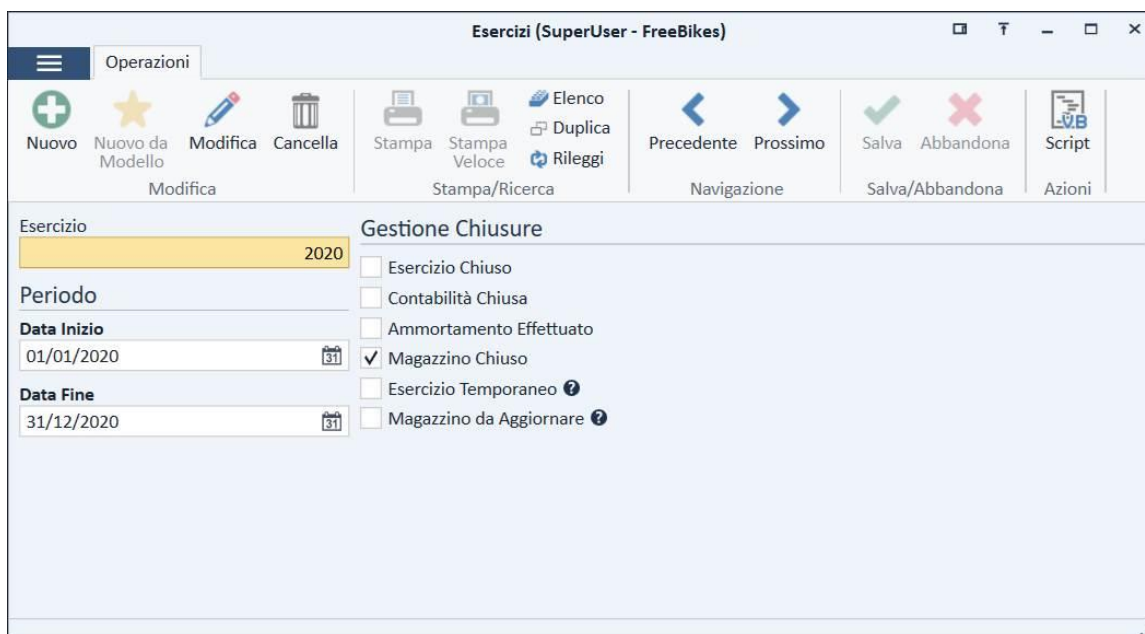 Esercizi (SuperUser - FreeBikes)
Operazioni
Nuovo
Nuovo da
Modello
Modifica
Cancella
Modifica
Stampa
Stampa
Veloce
Elenco
Duplica
Rileggi
Stampa/Ricerca
Precedente
Prossimo
Navigazione
Salva
Abbandona
Salva/Abbandona
Script
Azioni
Esercizio
2020
Periodo
Data Inizio
01/01/2020
Data Fine
31/12/2020
Gestione Chiusure
Esercizio Chiuso
Contabilità Chiusa
Ammortamento Effettuato
Magazzino Chiuso
Esercizio Temporaneo
Magazzino da Aggiornare